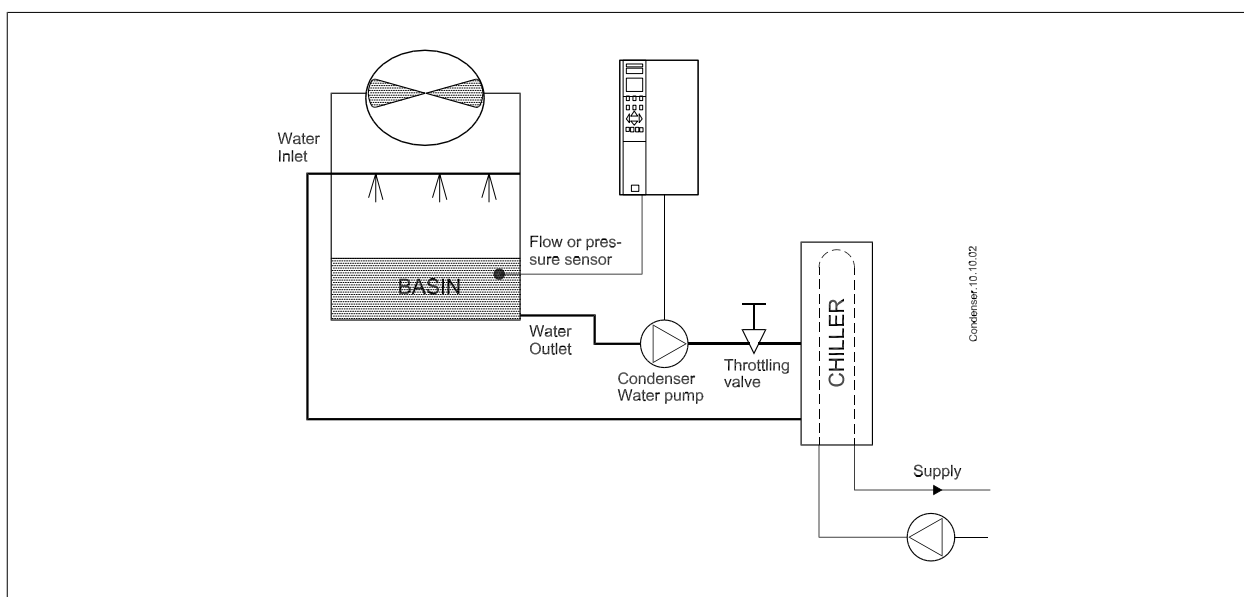 Water
Inlet
Flow or pres-
sure sensor
BASIN
Water
Outlet
Condenser
Water pump
Throttling
valve
CHILLER
Condenser.10.10.02
Supply